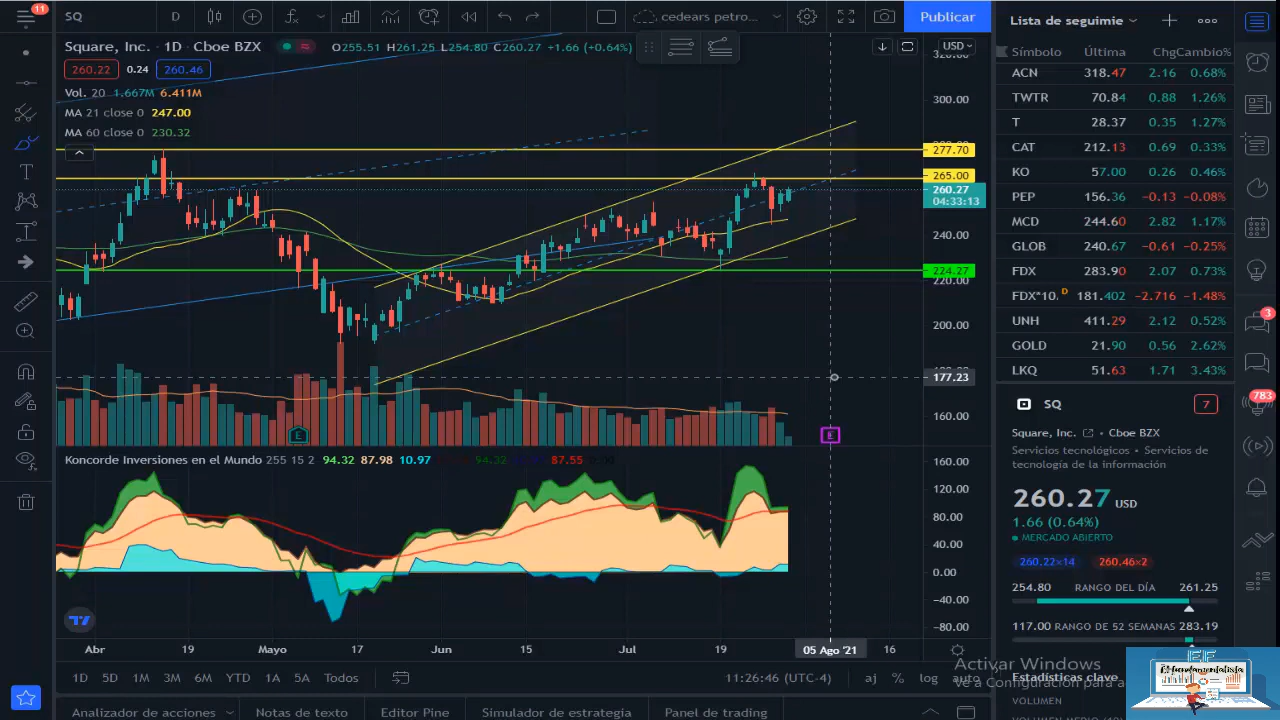 11
SQ
D
cedears petro...
Publicar
Lista de seguimie
Square, Inc. · 1D · Cboe BZX
O255.51 H261.25 L254.80 C260.27 +1.66 (+0.64%)
USD
260.22 0.24 260.46
Vol. 20 1.667M 6.411M
MA 21 close 0 247.00
MA 60 close 0 230.32
300.00
277.70
265.00
260.27
04:33:13
240.00
224.27
220.00
200.00
177.23
160.00
E
E
Koncorde Inversiones en el Mundo 255 15 2 94.32 87.98 10.97 94.32 87.55
160.00
120.00
80.00
40.00
0.00
−40.00
−80.00
Abr 19 Mayo 17 Jun 15 Jul 19 05 Ago '21 16
1D 5D 1M 3M 6M YTD 1A 5A Todos
11:26:46 (UTC-4)
aj % log auto
Analizador de acciones Notas de texto Editor Pine Simulador de estrategia Panel de trading
Símbolo Última Chg Cambio%
ACN 318.47 2.16 0.68%
TWTR 70.84 0.88 1.26%
T 28.37 0.35 1.27%
CAT 212.13 0.69 0.33%
KO 57.00 0.26 0.46%
PEP 156.36 −0.13 −0.08%
MCD 244.60 2.82 1.17%
GLOB 240.67 −0.61 −0.25%
FDX 283.90 2.07 0.73%
FDX*10. D 181.402 −2.716 −1.48%
UNH 411.29 2.12 0.52%
GOLD 21.90 0.56 2.62%
LKQ 51.63 1.71 3.43%
3
783
SQ
7
Square, Inc. • Cboe BZX
Servicios tecnológicos • Servicios de
tecnología de la información
260.27 USD
1.66 (0.64%)
MERCADO ABIERTO
260.22×14 260.46×2
254.80 RANGO DEL DÍA 261.25
117.00 RANGO DE 52 SEMANAS 283.19
Activar Windows
Ve a Configuración para a
Estadísticas clave
VOLUMEN